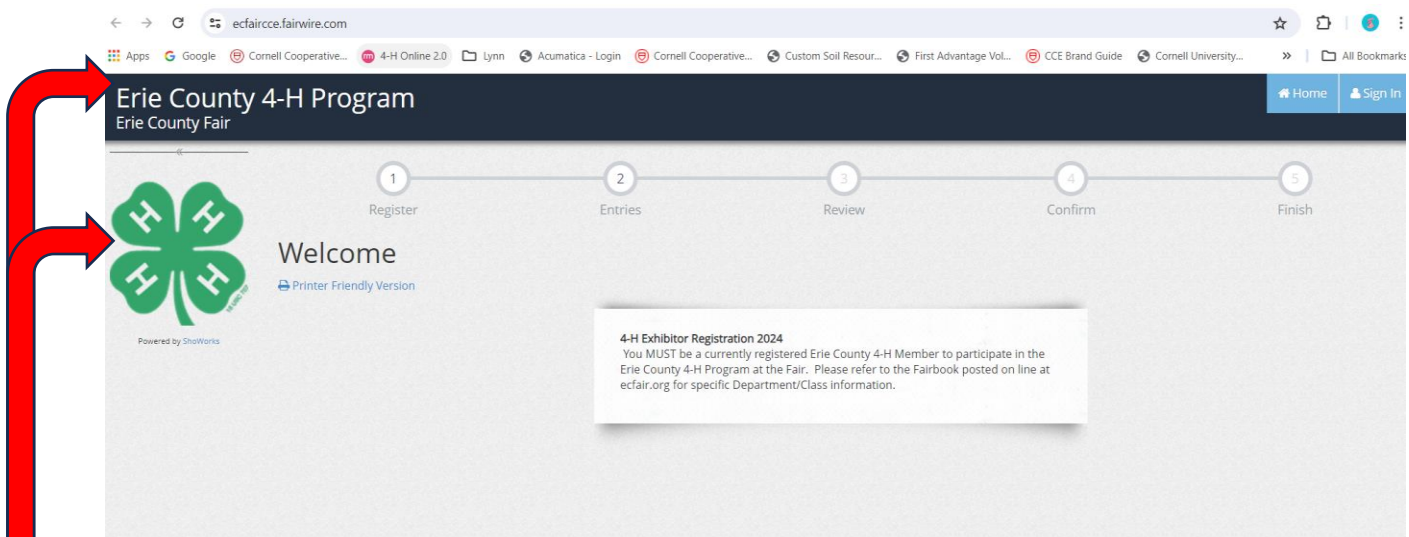 ecfaircce.fairwire.com
Apps Google Cornell Cooperative... 4-H Online 2.0 Lynn Acumatica - Login Cornell Cooperative... Custom Soil Resour... First Advantage Vol... CCE Brand Guide Cornell University... » All Bookmarks
Erie County 4-H Program
Home Sign In
Erie County Fair
«
1 2 3 4 5
Register Entries Review Confirm Finish
H H
H H
Welcome
Printer Friendly Version
Powered by ShoWorks
4-H Exhibitor Registration 2024
You MUST be a currently registered Erie County 4-H Member to participate in the
Erie County 4-H Program at the Fair. Please refer to the Fairbook posted on line at
ecfair.org for specific Department/Class information.